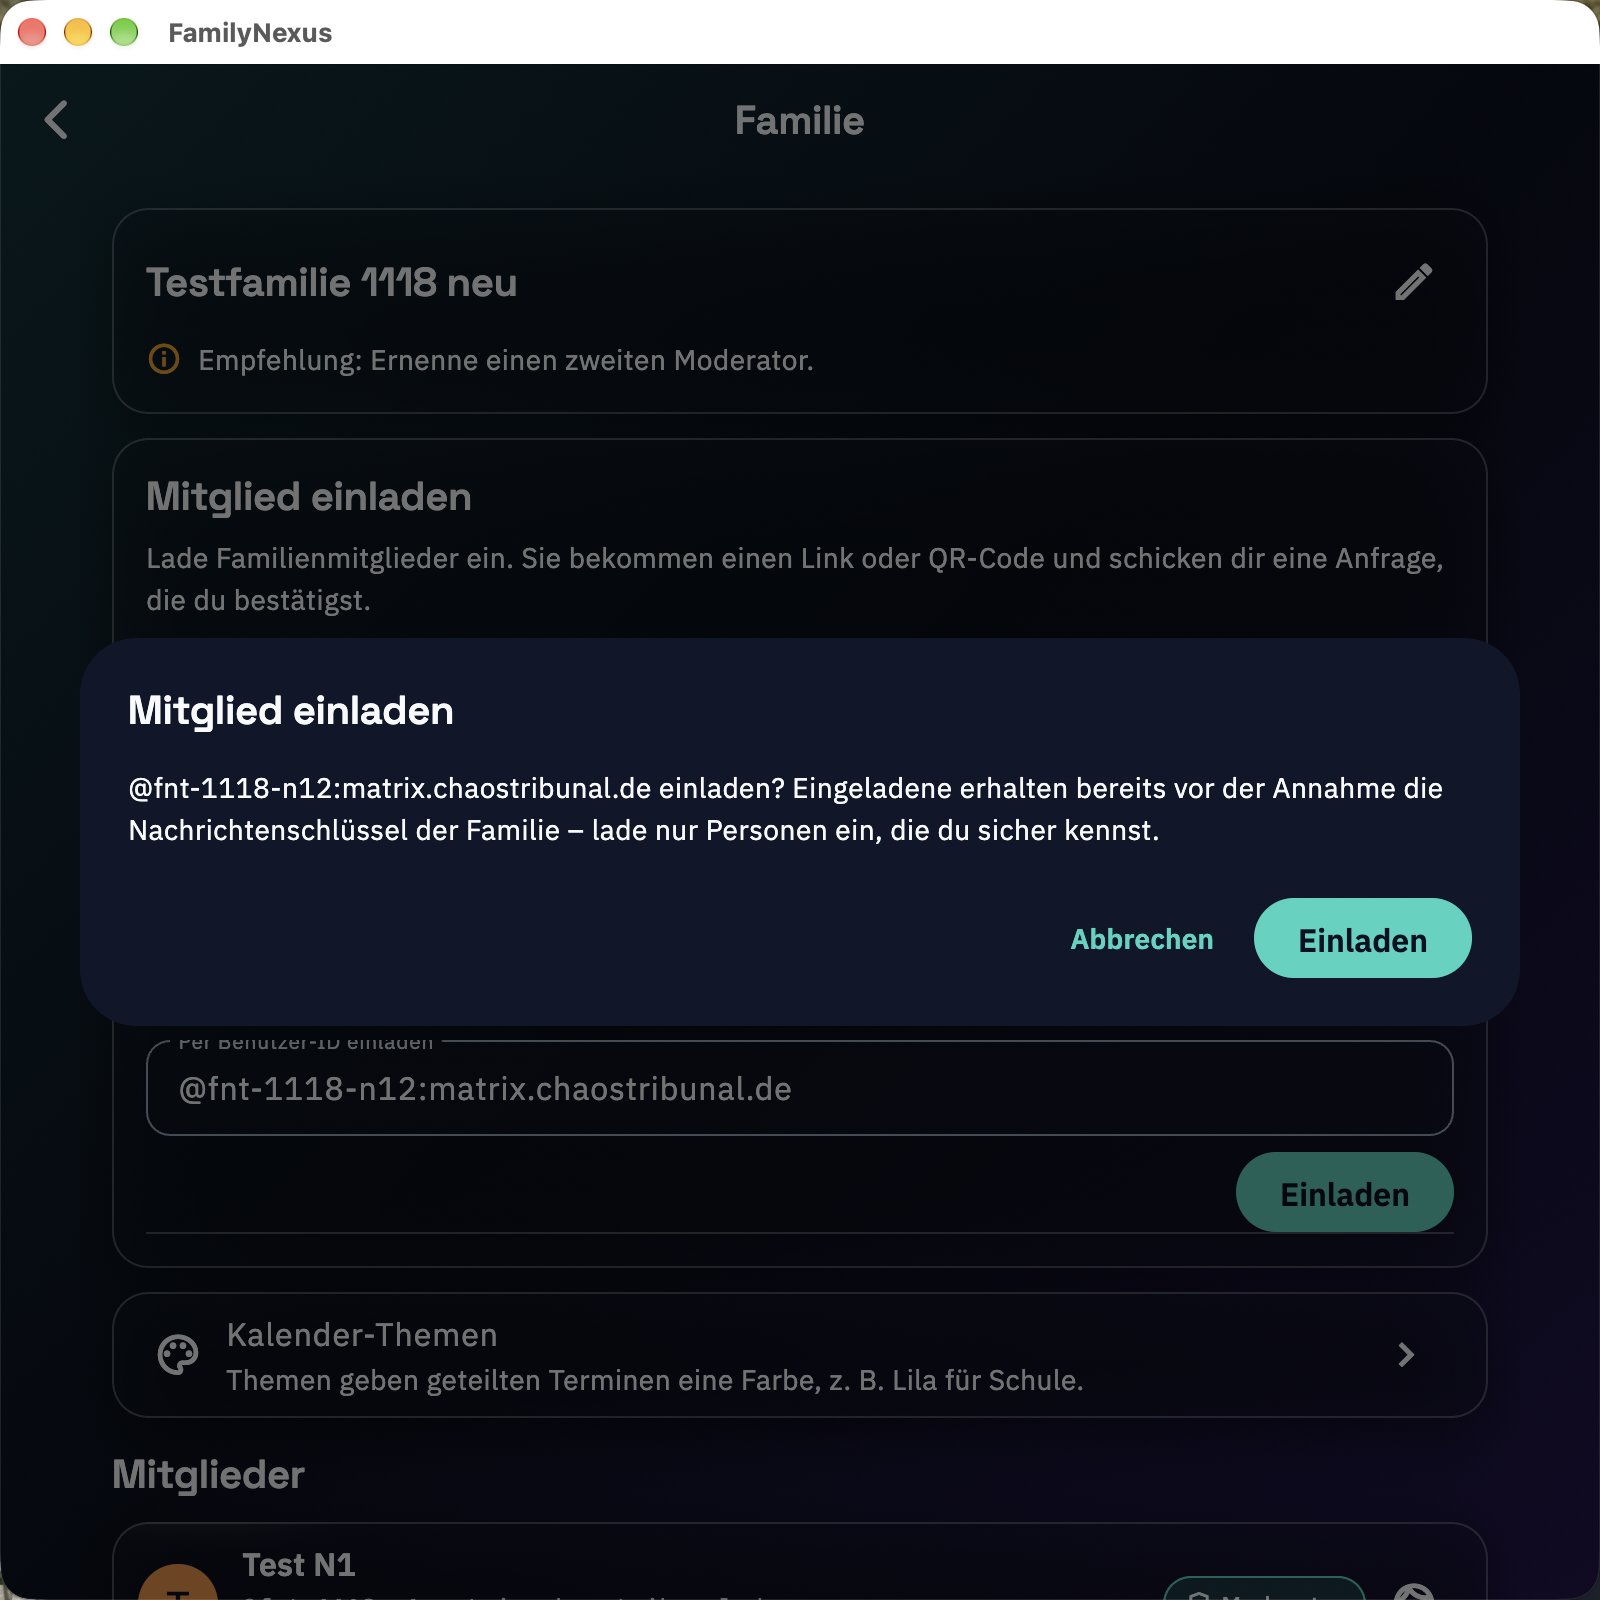 FamilyNexus
Familie
Testfamilie 1118 neu
Empfehlung: Ernenne einen zweiten Moderator.
Mitglied einladen
Lade Familienmitglieder ein. Sie bekommen einen Link oder QR-Code und schicken dir eine Anfrage,
die du bestätigst.
Mitglied einladen
@fnt-1118-n12:matrix.chaostribunal.de einladen? Eingeladene erhalten bereits vor der Annahme die
Nachrichtenschlüssel der Familie – lade nur Personen ein, die du sicher kennst.
Abbrechen
Einladen
Per Benutzer-ID einladen
@fnt-1118-n12:matrix.chaostribunal.de
Einladen
Kalender-Themen
Themen geben geteilten Terminen eine Farbe, z. B. Lila für Schule.
Mitglieder
Test N1